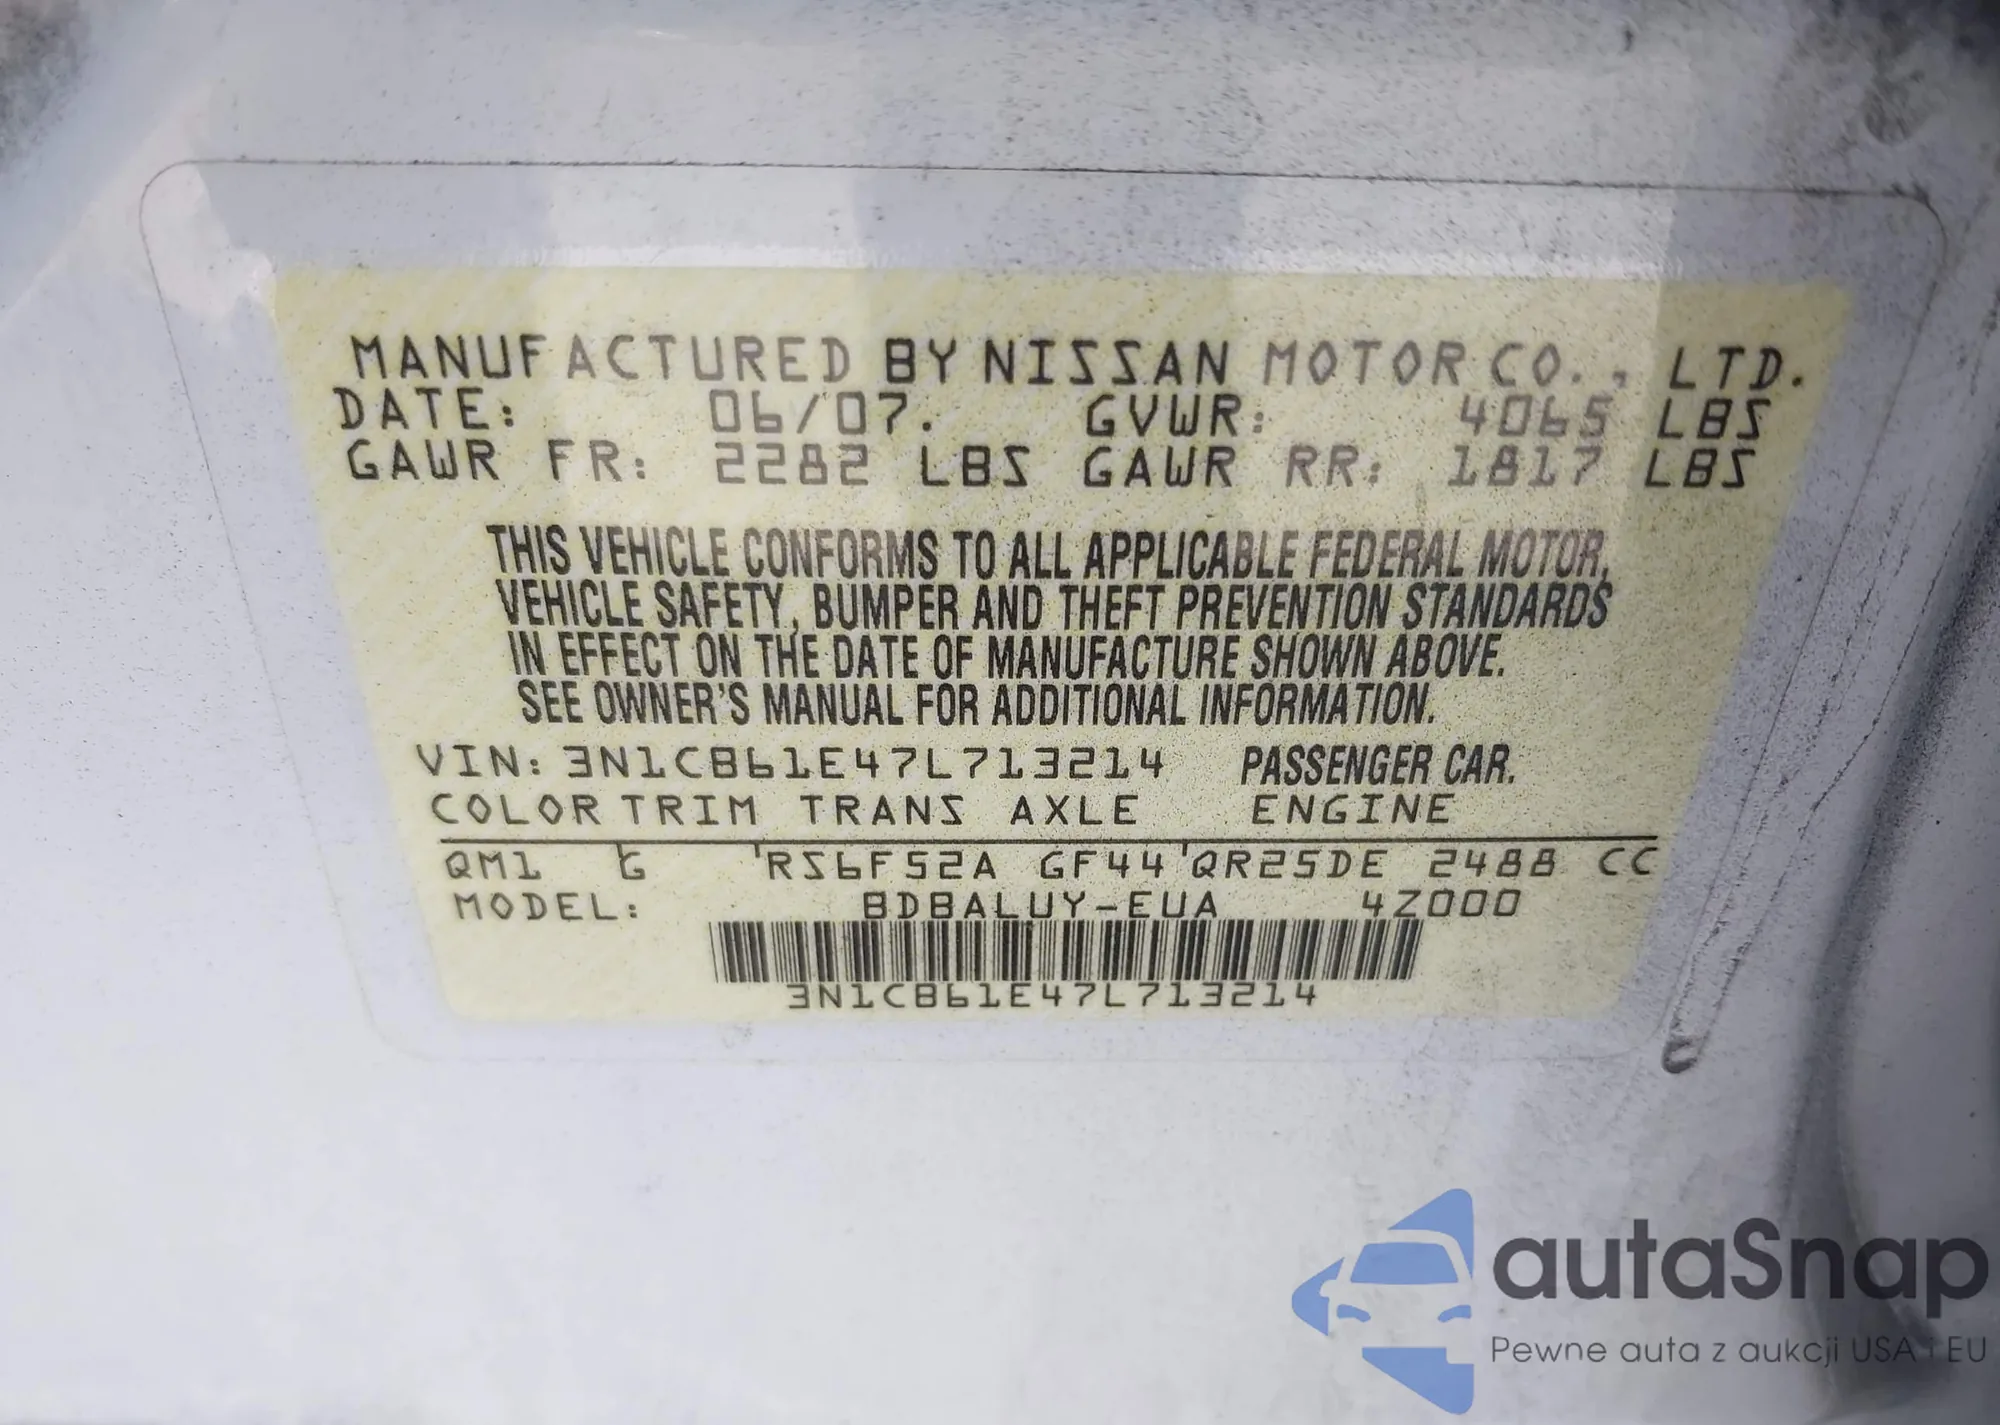 MANUFACTURED BY NISSAN MOTOR CO., LTD.
DATE: 06/07. GVWR: 4065 LBS
GAWR FR: 2282 LBS GAWR RR: 1817 LBS
THIS VEHICLE CONFORMS TO ALL APPLICABLE FEDERAL MOTOR,
VEHICLE SAFETY, BUMPER AND THEFT PREVENTION STANDARDS
IN EFFECT ON THE DATE OF MANUFACTURE SHOWN ABOVE.
SEE OWNER'S MANUAL FOR ADDITIONAL INFORMATION.
VIN: 3N1CB61E47L713214 PASSENGER CAR.
COLOR TRIM TRANS AXLE ENGINE
QM1 G RS6F52A GF44 QR25DE 2488 CC
MODEL: BDBALUY-EUA 4Z000
3N1CB61E47L713214
autaSnap
Pewne auta z aukcji USA i EU